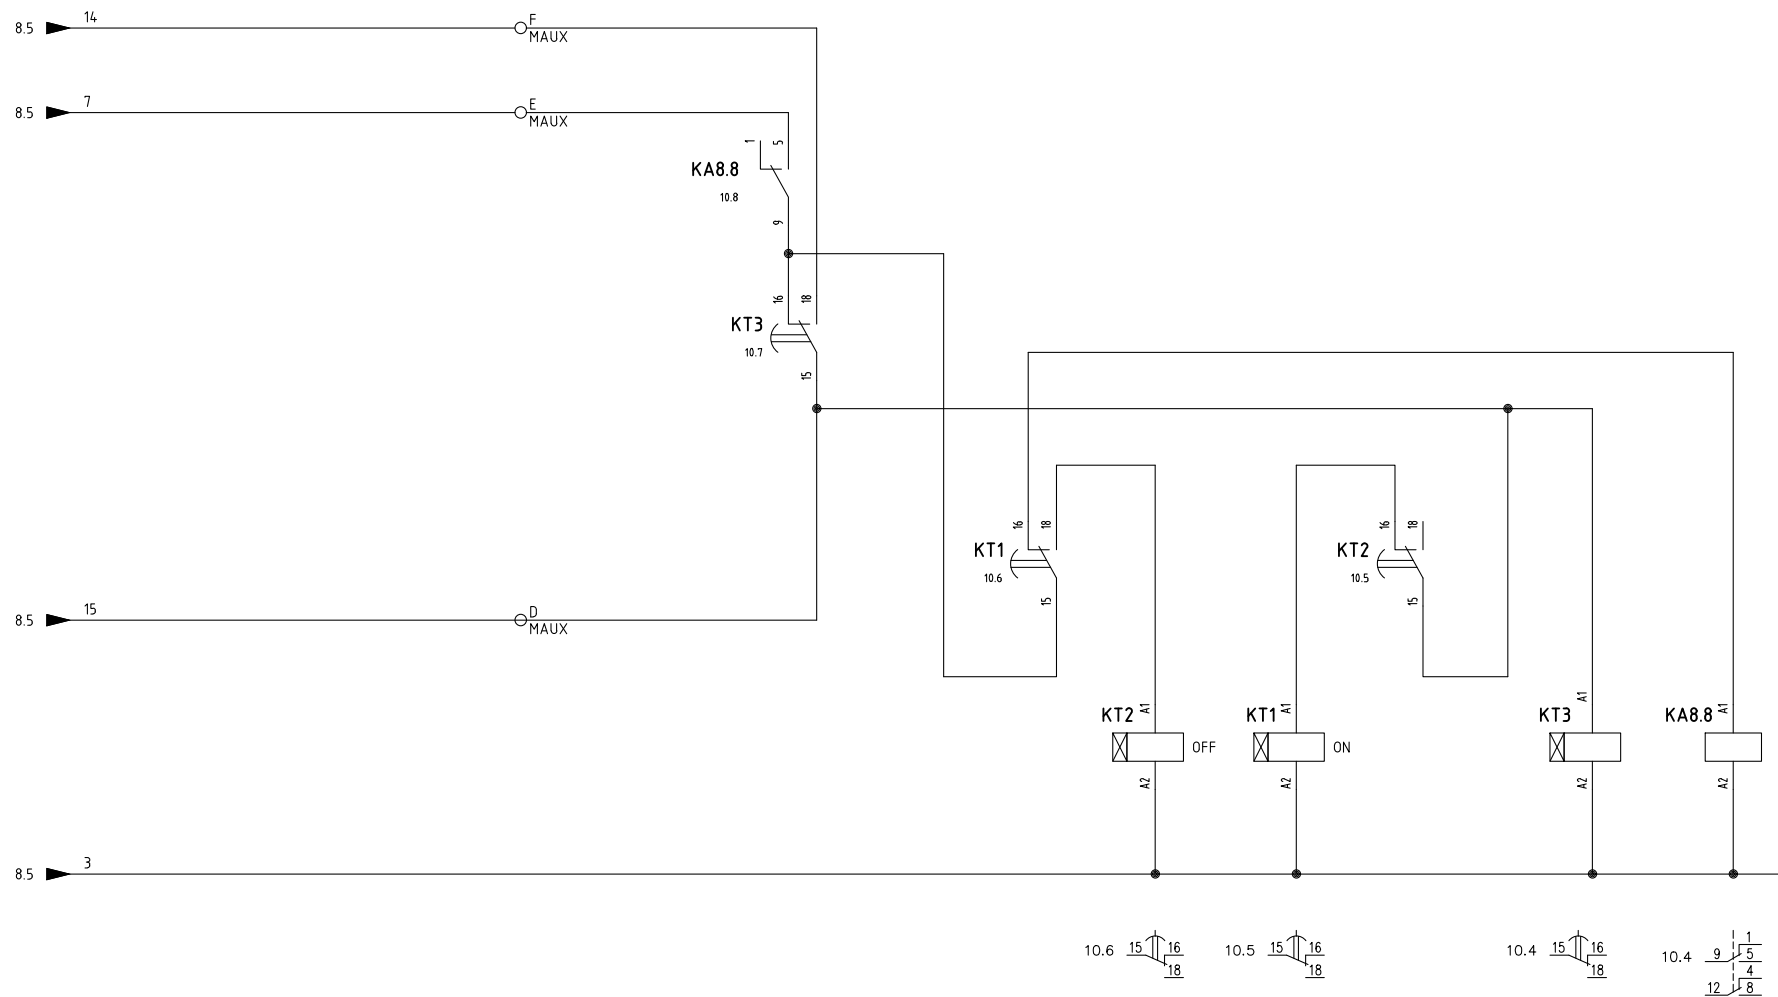 8.5 14 F
MAUX
8.5 7 E
MAUX
1 5
KA8.8
10.8
9
16 18
KT3
10.7
15
16 18
KT1
10.6
15
16 18
KT2
10.5
15
8.5 15 D
MAUX
A1 A1 A1 A1
KT2 KT1 KT3 KA8.8
OFF ON
A2 A2 A2 A2
8.5 3
10.6 15 16
18
10.5 15 16
18
10.4 15 16
18
1
10.4 9 5
4
12 8